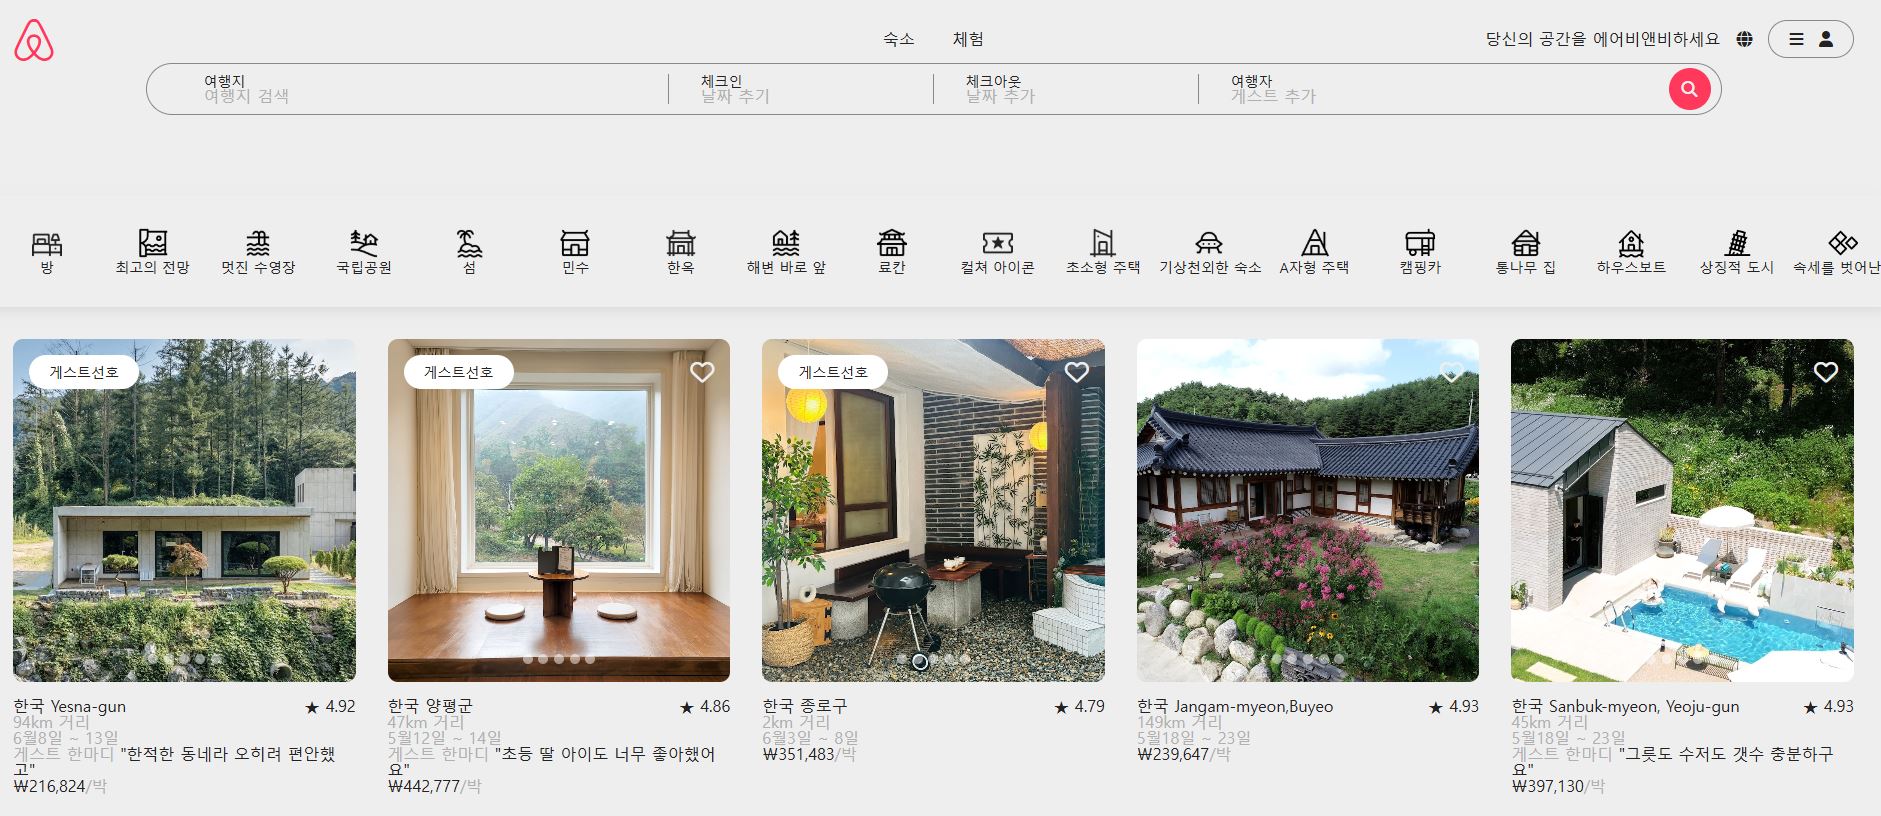 숙소 체험 당신의 공간을 에어비앤비하세요
여행지 체크인 체크아웃 여행자
여행지 검색 날짜 추기 날짜 추가 게스트 추가
방 최고의 전망 멋진 수영장 국립공원 섬 민수 한옥 해변 바로 앞 료칸 컬쳐 아이콘 초소형 주택 기상천외한 숙소 A자형 주택 캠핑카 통나무 집 하우스보트 상징적 도시 속세를 벗어난
게스트선호
게스트선호
게스트선호
한국 Yesna-gun ★ 4.92
94km 거리
6월8일 ~ 13일
게스트 한마디 "한적한 동네라 오히려 편안했
고"
₩216,824/박
한국 양평군 ★ 4.86
47km 거리
5월12일 ~ 14일
게스트 한마디 "초등 딸 아이도 너무 좋아했어
요"
₩442,777/박
한국 종로구 ★ 4.79
2km 거리
6월3일 ~ 8일
₩351,483/박
한국 Jangam-myeon,Buyeo ★ 4.93
149km 거리
5월18일 ~ 23일
₩239,647/박
한국 Sanbuk-myeon, Yeoju-gun ★ 4.93
45km 거리
5월18일 ~ 23일
게스트 한마디 "그릇도 수저도 갯수 충분하구
요"
₩397,130/박